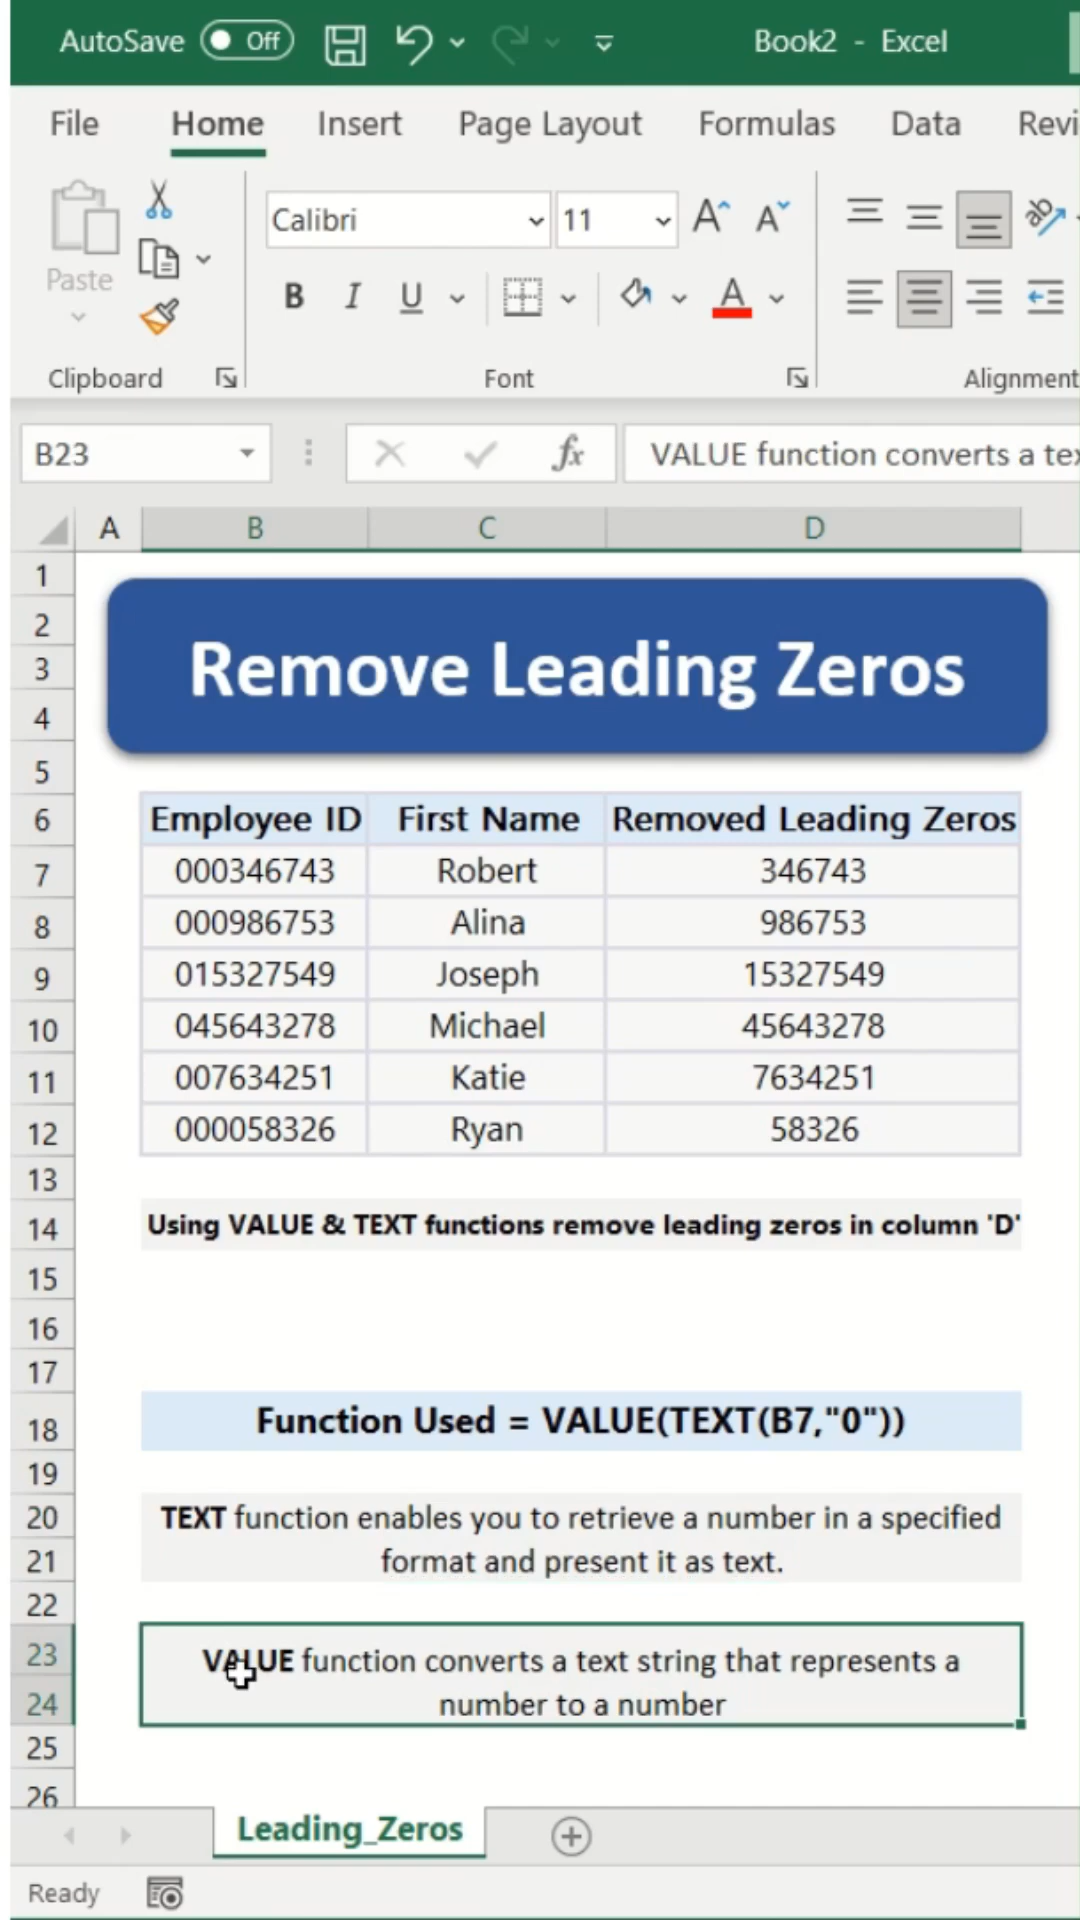 AutoSave Off Book2 - Excel
File Home Insert Page Layout Formulas Data Revi
Paste Calibri 11
B I U A
Clipboard Font Alignment
B23 fx VALUE function converts a tex
A B C D
1
2
3 Remove Leading Zeros
4
5
6 Employee ID First Name Removed Leading Zeros
7 000346743 Robert 346743
8 000986753 Alina 986753
9 015327549 Joseph 15327549
10 045643278 Michael 45643278
11 007634251 Katie 7634251
12 000058326 Ryan 58326
13
14 Using VALUE & TEXT functions remove leading zeros in column 'D'
15
16
17
18 Function Used = VALUE(TEXT(B7,"0"))
19
20 TEXT function enables you to retrieve a number in a specified
21 format and present it as text.
22
23 VALUE function converts a text string that represents a
24 number to a number
25
26
Leading_Zeros
Ready